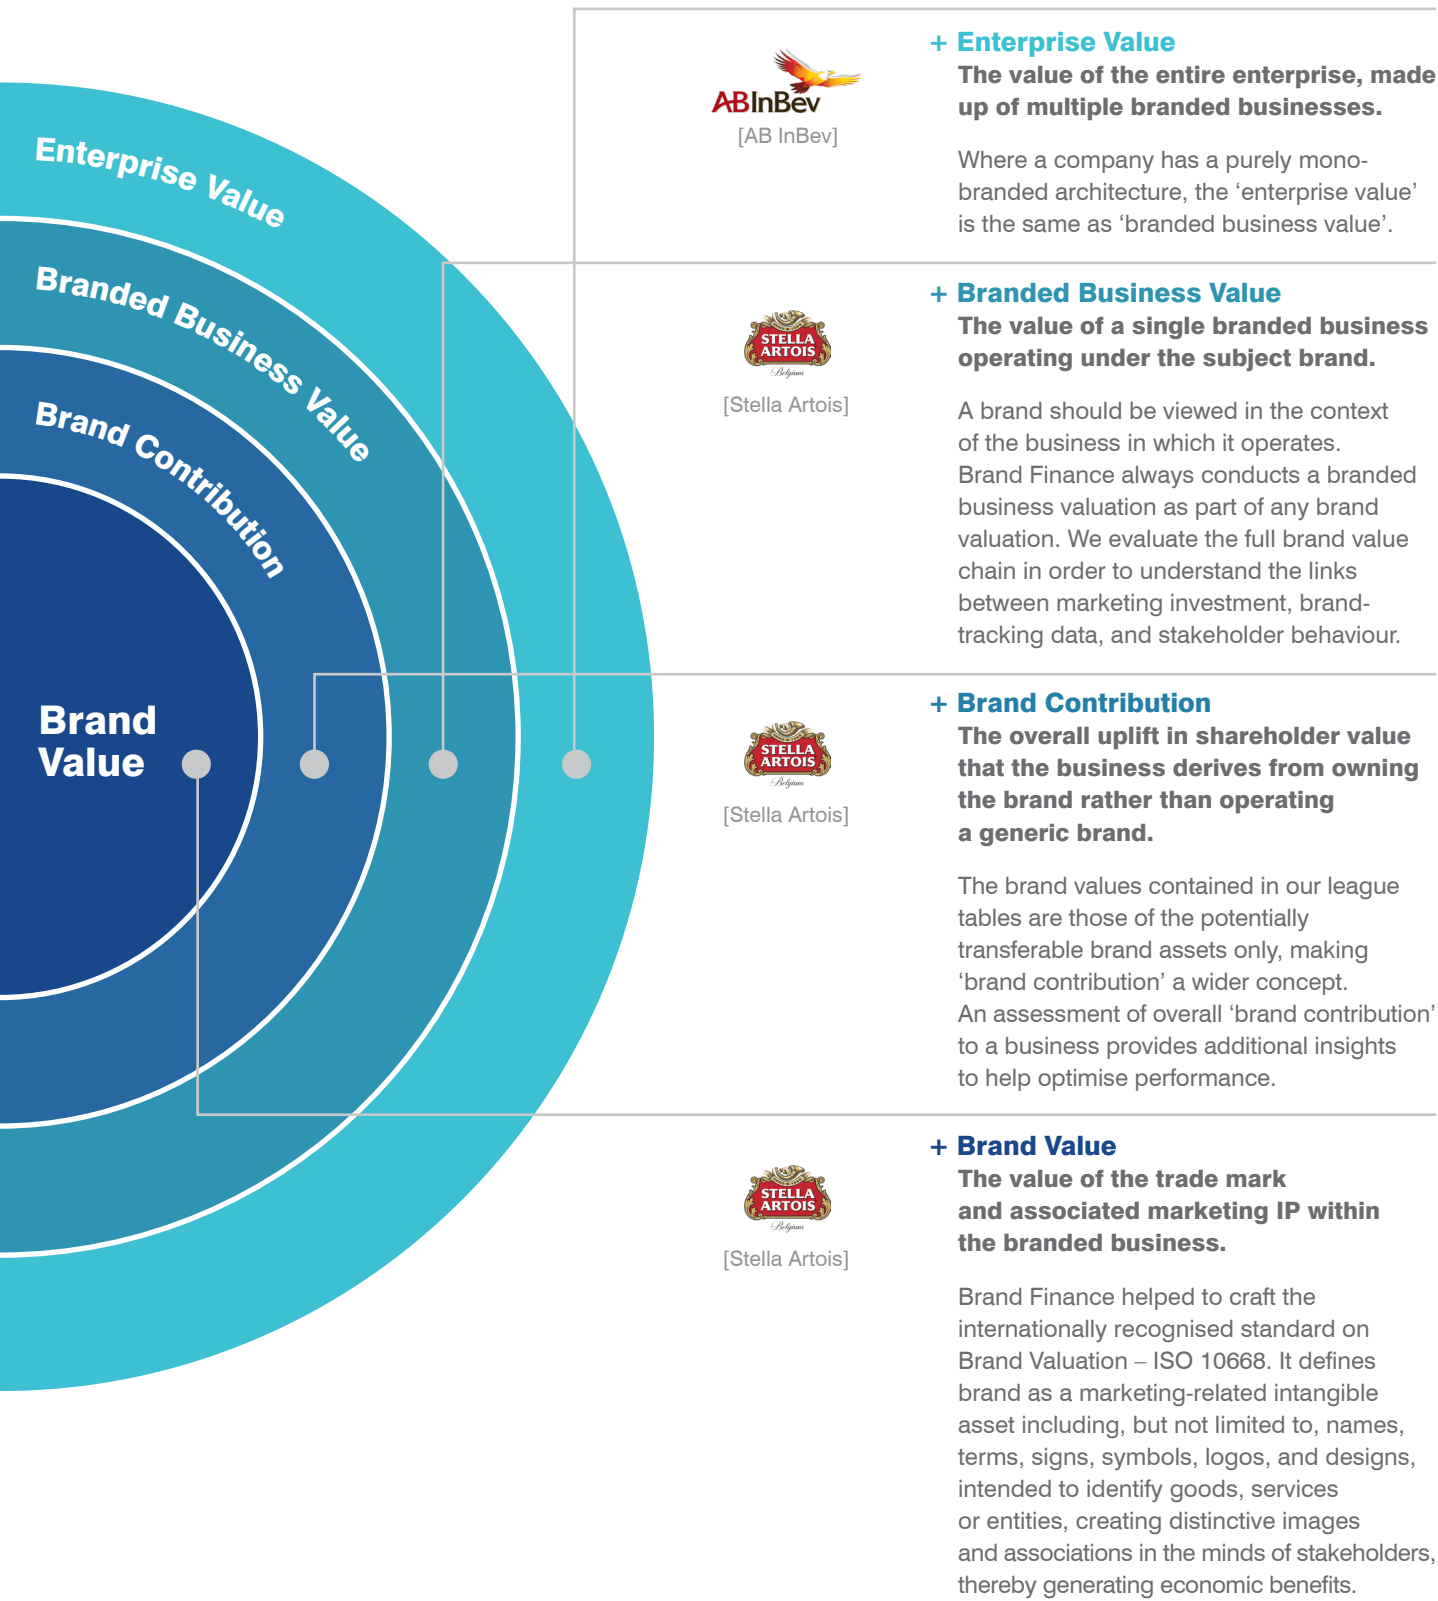 Enterprise Value
Branded Business Value
Brand Contribution
Brand
Value
ABInBev
[AB InBev]
+ Enterprise Value
The value of the entire enterprise, made
up of multiple branded businesses.
Where a company has a purely mono-
branded architecture, the ‘enterprise value’
is the same as ‘branded business value’.
STELLA
ARTOIS
Belgium
[Stella Artois]
+ Branded Business Value
The value of a single branded business
operating under the subject brand.
A brand should be viewed in the context
of the business in which it operates.
Brand Finance always conducts a branded
business valuation as part of any brand
valuation. We evaluate the full brand value
chain in order to understand the links
between marketing investment, brand-
tracking data, and stakeholder behaviour.
STELLA
ARTOIS
Belgium
[Stella Artois]
+ Brand Contribution
The overall uplift in shareholder value
that the business derives from owning
the brand rather than operating
a generic brand.
The brand values contained in our league
tables are those of the potentially
transferable brand assets only, making
‘brand contribution’ a wider concept.
An assessment of overall ‘brand contribution’
to a business provides additional insights
to help optimise performance.
STELLA
ARTOIS
Belgium
[Stella Artois]
+ Brand Value
The value of the trade mark
and associated marketing IP within
the branded business.
Brand Finance helped to craft the
internationally recognised standard on
Brand Valuation – ISO 10668. It defines
brand as a marketing-related intangible
asset including, but not limited to, names,
terms, signs, symbols, logos, and designs,
intended to identify goods, services
or entities, creating distinctive images
and associations in the minds of stakeholders,
thereby generating economic benefits.